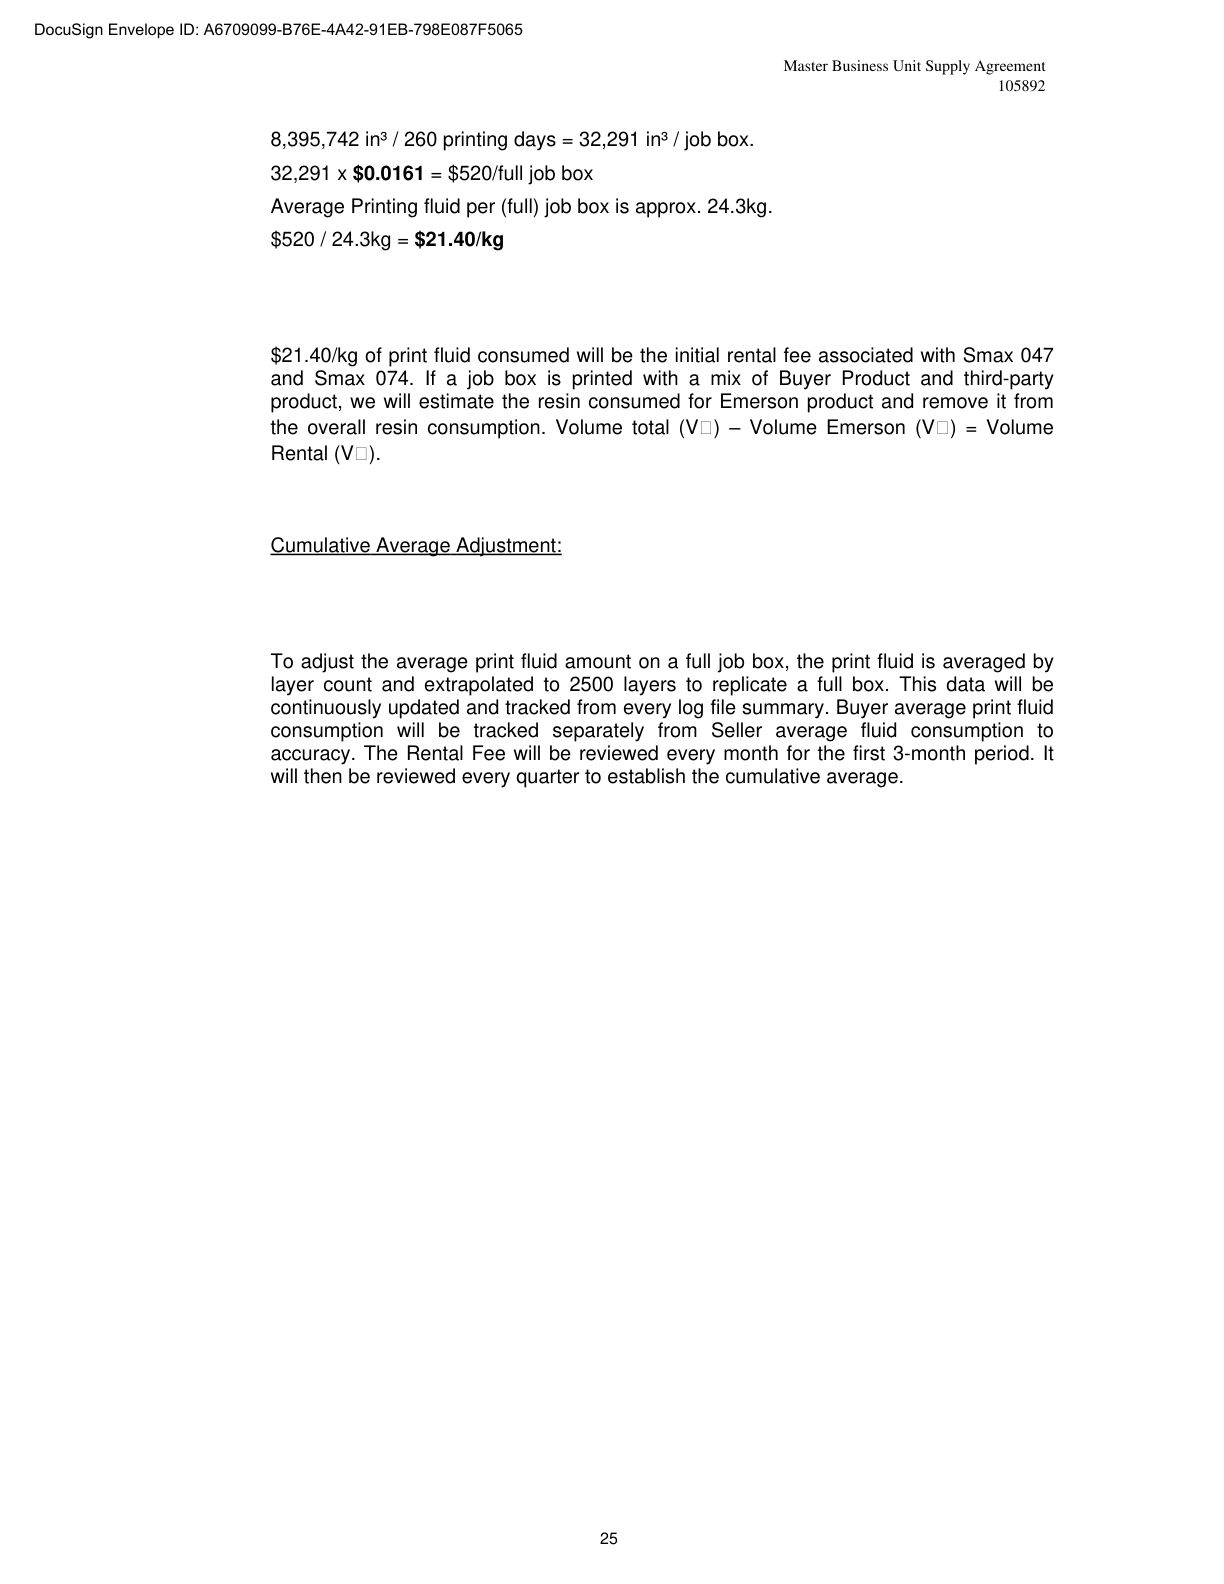 DocuSign Envelope ID: A6709099-B76E-4A42-91EB-798E087F5065
Master Business Unit Supply Agreement
105892
8,395,742 in³ / 260 printing days = 32,291 in³ / job box.
32,291 x $0.0161 = $520/full job box
Average Printing fluid per (full) job box is approx. 24.3kg.
$520 / 24.3kg = $21.40/kg
$21.40/kg of print fluid consumed will be the initial rental fee associated with Smax 047
and Smax 074. If a job box is printed with a mix of Buyer Product and third-party
product, we will estimate the resin consumed for Emerson product and remove it from
the overall resin consumption. Volume total (V□) – Volume Emerson (V□) = Volume
Rental (V□).
Cumulative Average Adjustment:
To adjust the average print fluid amount on a full job box, the print fluid is averaged by
layer count and extrapolated to 2500 layers to replicate a full box. This data will be
continuously updated and tracked from every log file summary. Buyer average print fluid
consumption will be tracked separately from Seller average fluid consumption to
accuracy. The Rental Fee will be reviewed every month for the first 3-month period. It
will then be reviewed every quarter to establish the cumulative average.
25